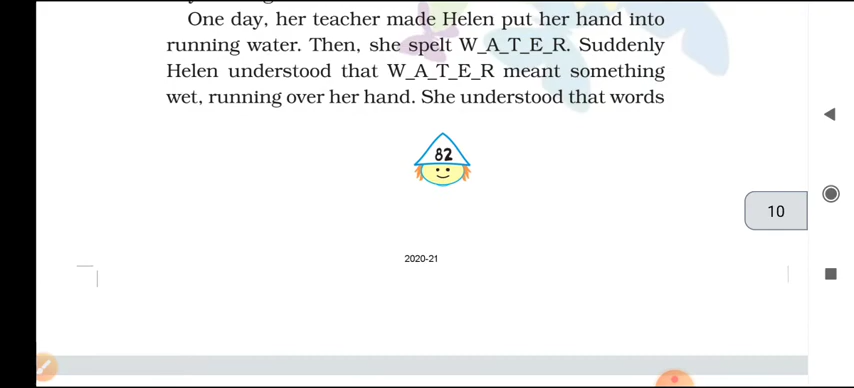 One day, her teacher made Helen put her hand into
running water. Then, she spelt W_A_T_E_R. Suddenly
Helen understood that W_A_T_E_R meant something
wet, running over her hand. She understood that words
82
10
2020-21